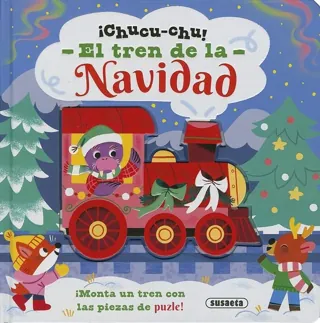 ¡Chucu-chu!
El tren de la
Navidad
¡Monta un tren con
las piezas de puzle!
susaeta